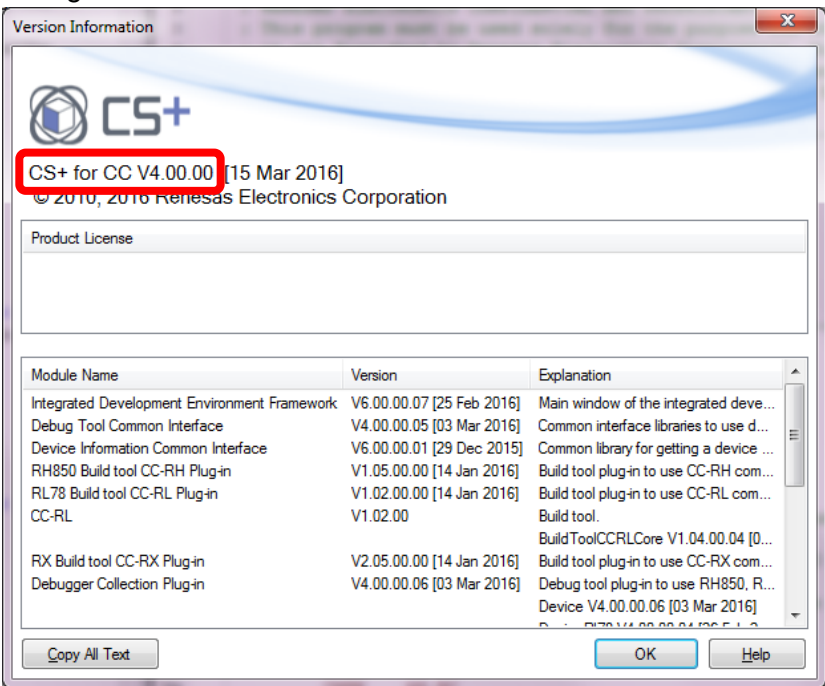 Version Information
CS+
CS+ for CC V4.00.00 [15 Mar 2016]
© 2010, 2016 Renesas Electronics Corporation
Product License
Module Name Version Explanation
Integrated Development Environment Framework V6.00.00.07 [25 Feb 2016] Main window of the integrated deve...
Debug Tool Common Interface V4.00.00.05 [03 Mar 2016] Common interface libraries to use d...
Device Information Common Interface V6.00.00.01 [29 Dec 2015] Common library for getting a device ...
RH850 Build tool CC-RH Plug-in V1.05.00.00 [14 Jan 2016] Build tool plug-in to use CC-RH com...
RL78 Build tool CC-RL Plug-in V1.02.00.00 [14 Jan 2016] Build tool plug-in to use CC-RL com...
CC-RL V1.02.00 Build tool.
BuildToolCCRLCore V1.04.00.04 [0...
RX Build tool CC-RX Plug-in V2.05.00.00 [14 Jan 2016] Build tool plug-in to use CC-RX com...
Debugger Collection Plug-in V4.00.00.06 [03 Mar 2016] Debug tool plug-in to use RH850, R...
Device V4.00.00.06 [03 Mar 2016]
Copy All Text OK Help